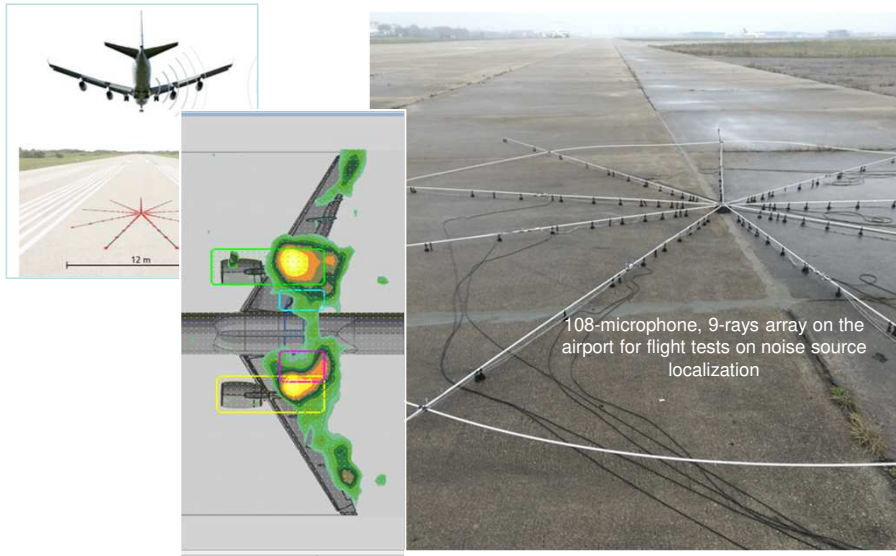 12 m
108-microphone, 9-rays array on the
airport for flight tests on noise source
localization